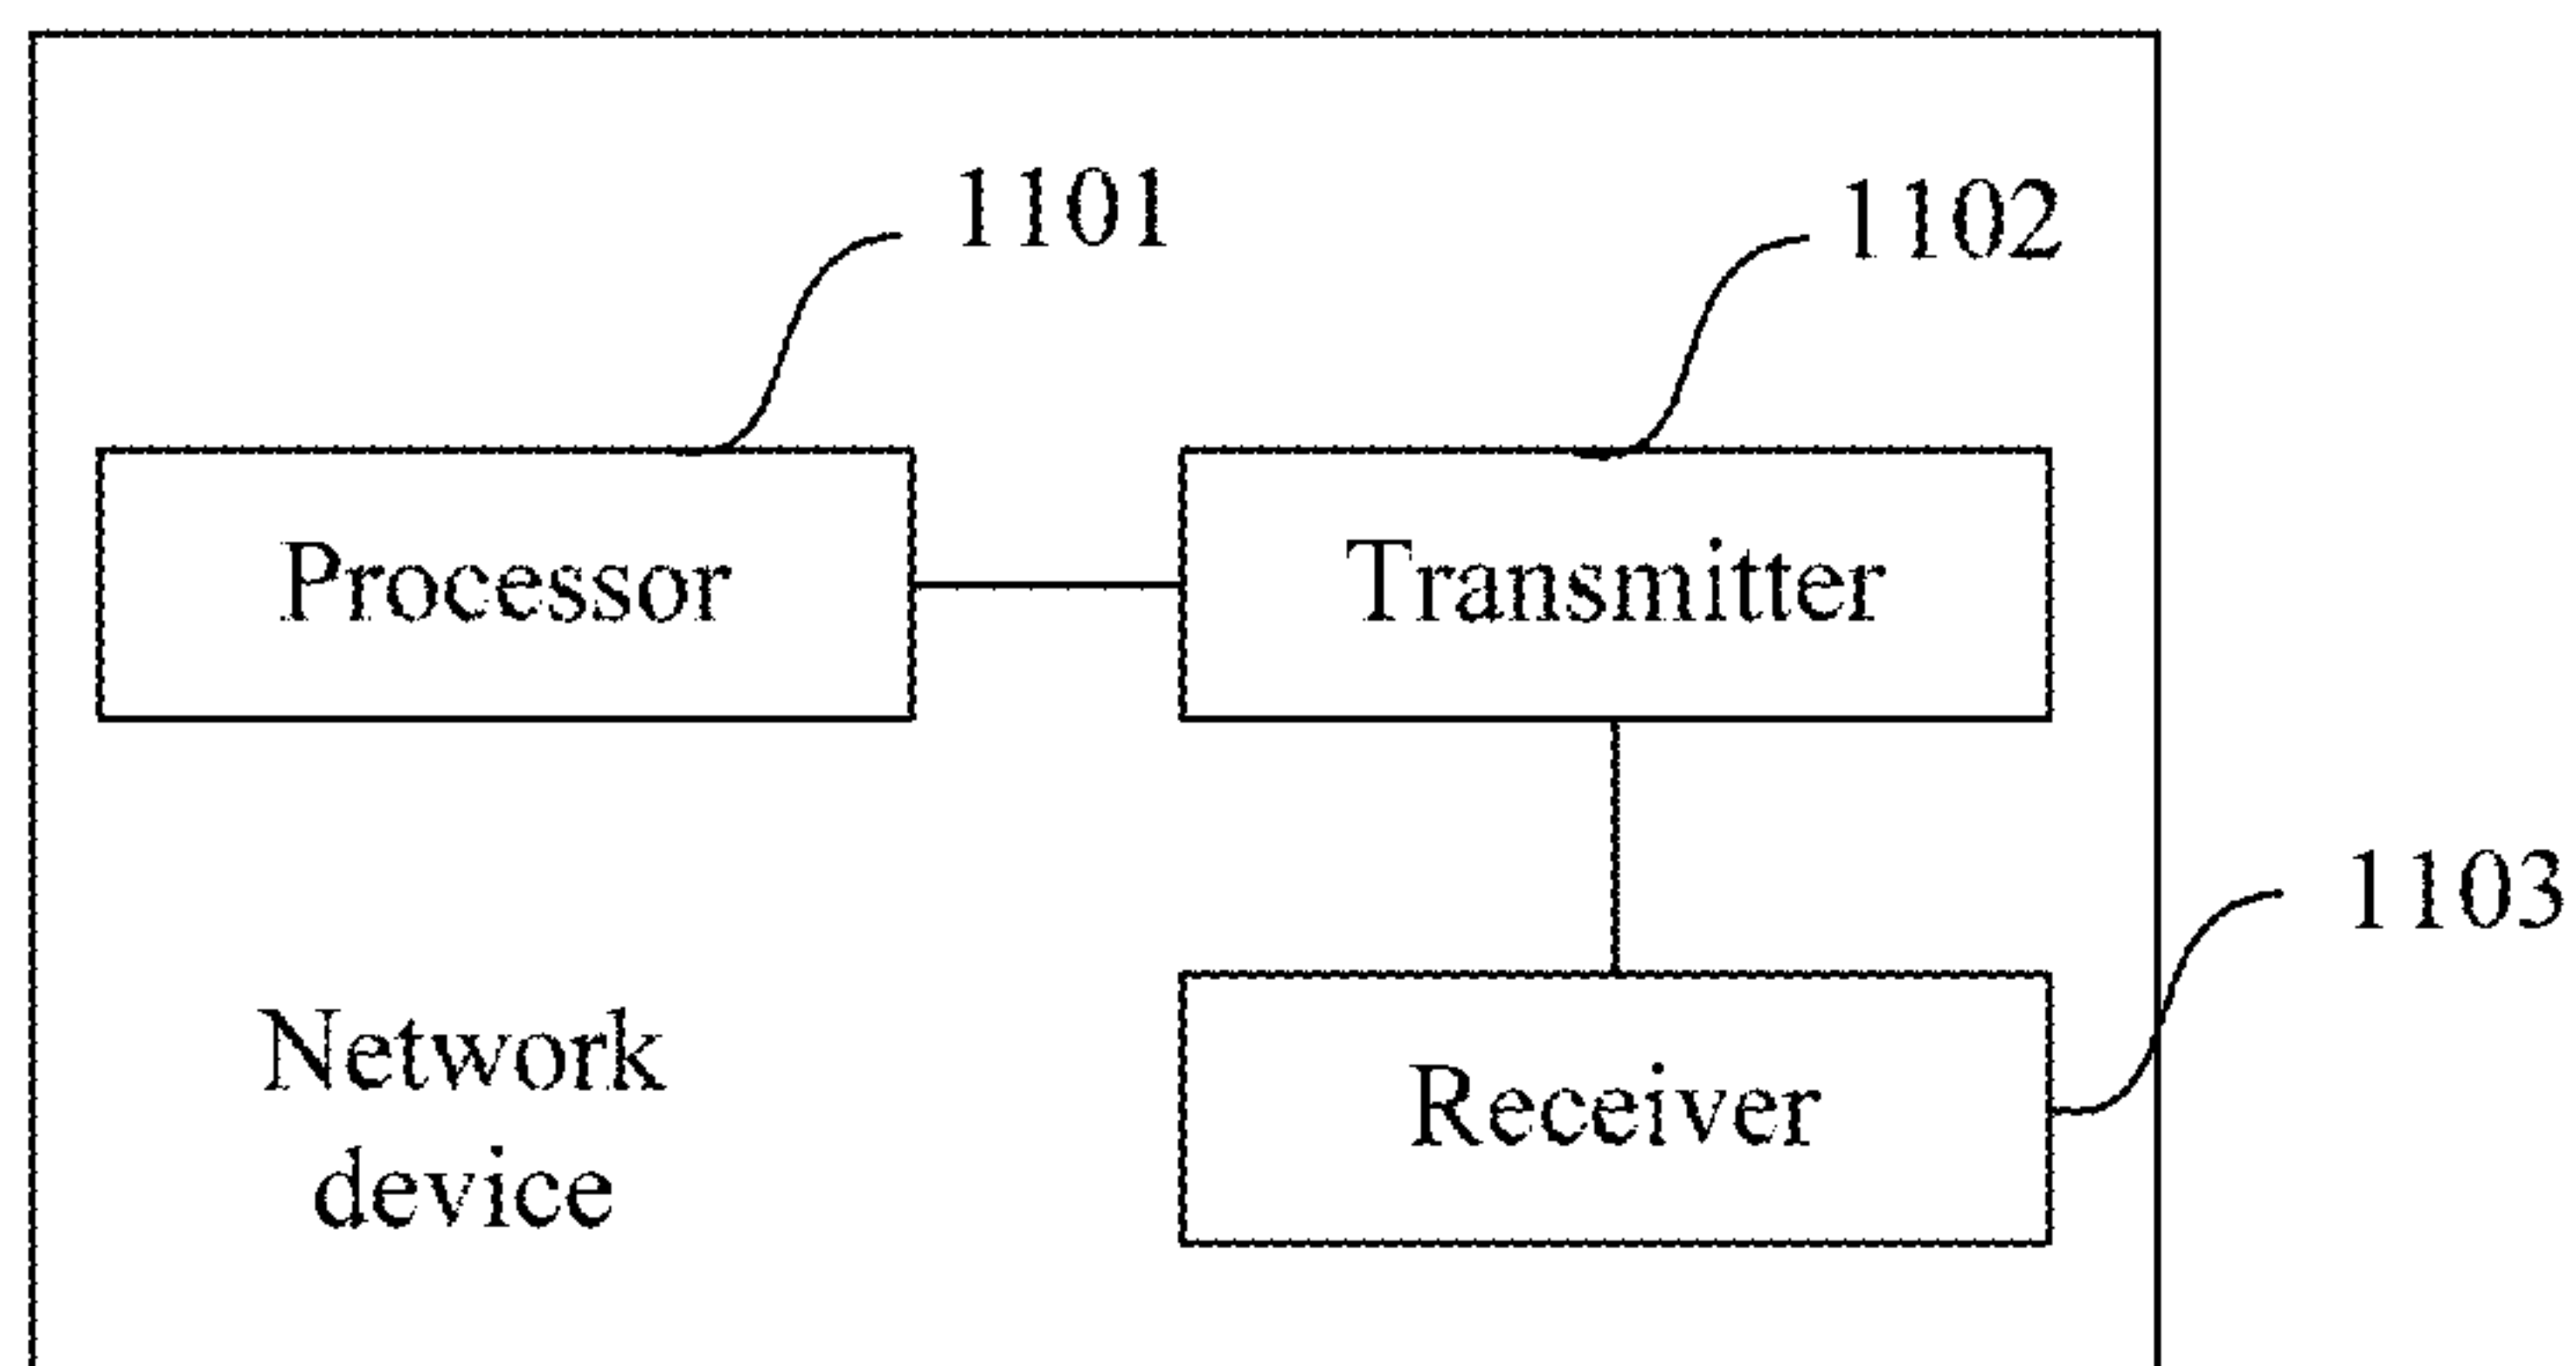 1101
1102
Processor
Transmitter
1103
Network
device
Receiver